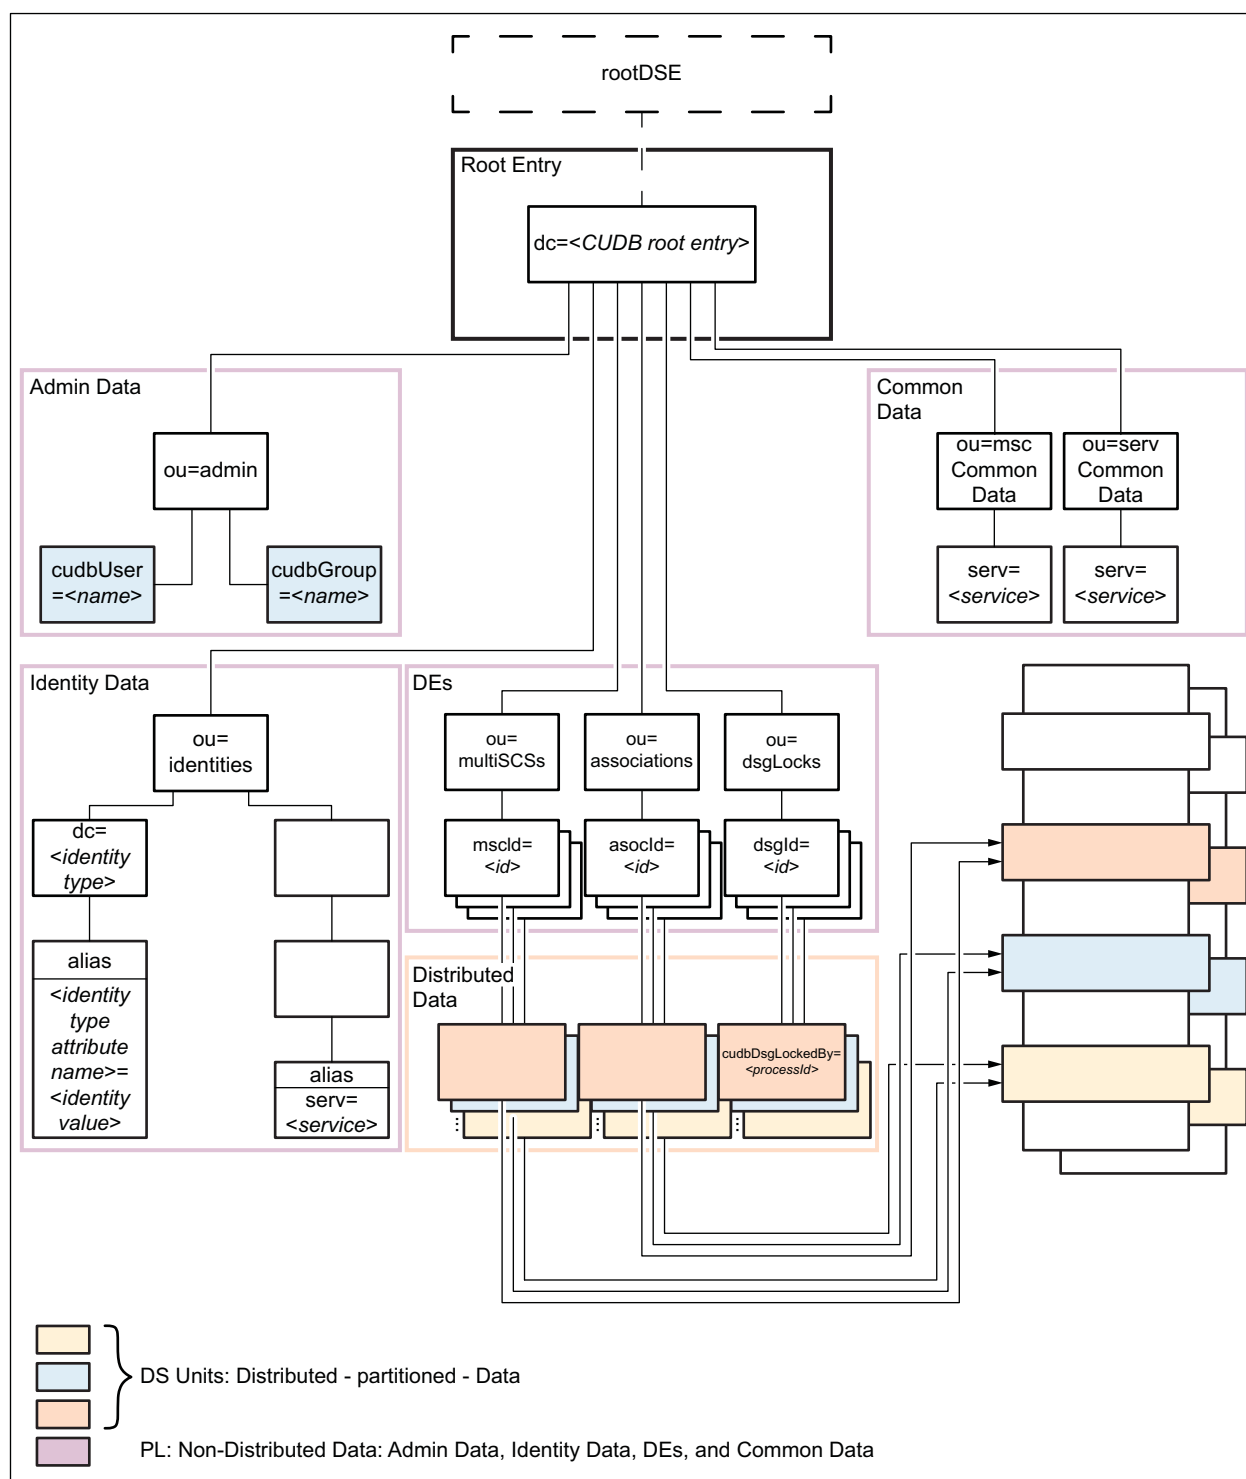 rootDSE
Root Entry
dc=<CUDB root entry>
Admin Data
ou=admin
cudbUser
=<name>
cudbGroup
=<name>
Common
Data
ou=msc
Common
Data
ou=serv
Common
Data
serv=
<service>
serv=
<service>
Identity Data
ou=
identities
dc=
<identity
type>
alias
<identity
type
attribute
name>=
<identity
value>
alias
serv=
<service>
DEs
ou=
multiSCSs
ou=
associations
ou=
dsgLocks
mscId=
<id>
asocId=
<id>
dsgId=
<id>
Distributed
Data
cudbDsgLockedBy=
<processId>
DS Units: Distributed - partitioned - Data
PL: Non-Distributed Data: Admin Data, Identity Data, DEs, and Common Data